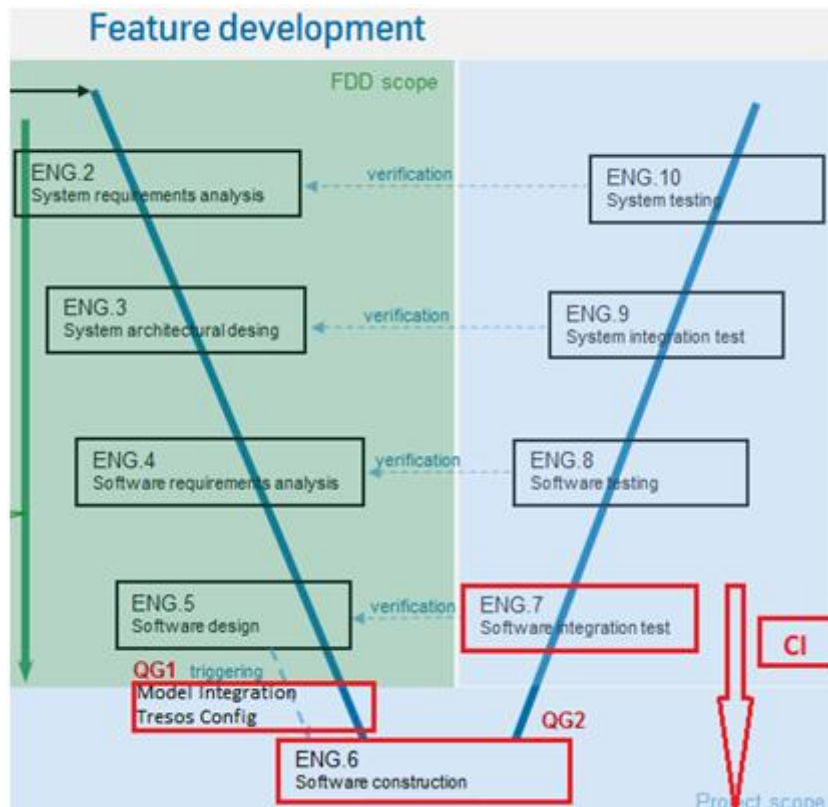 Feature development
FDD scope
ENG.2
System requirements analysis
verification
ENG.10
System testing
ENG.3
System architectural desing
verification
ENG.9
System integration test
ENG.4
Software requirements analysis
verification
ENG.8
Software testing
ENG.5
Software design
verification
ENG.7
Software integration test
CI
QG1 triggering
Model Integration
Tresos Config
QG2
ENG.6
Software construction
Project scope